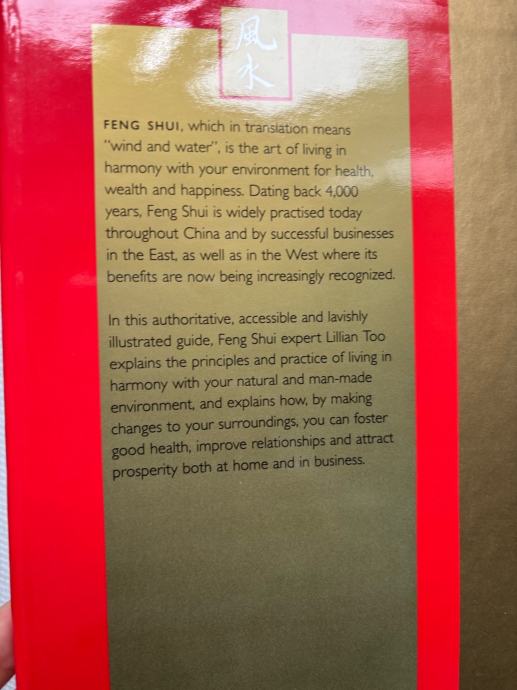 風
水
FENG SHUI, which in translation means
"wind and water", is the art of living in
harmony with your environment for health,
wealth and happiness. Dating back 4,000
years, Feng Shui is widely practised today
throughout China and by successful businesses
in the East, as well as in the West where its
benefits are now being increasingly recognized.
In this authoritative, accessible and lavishly
illustrated guide, Feng Shui expert Lillian Too
explains the principles and practice of living in
harmony with your natural and man-made
environment, and explains how, by making
changes to your surroundings, you can foster
good health, improve relationships and attract
prosperity both at home and in business.